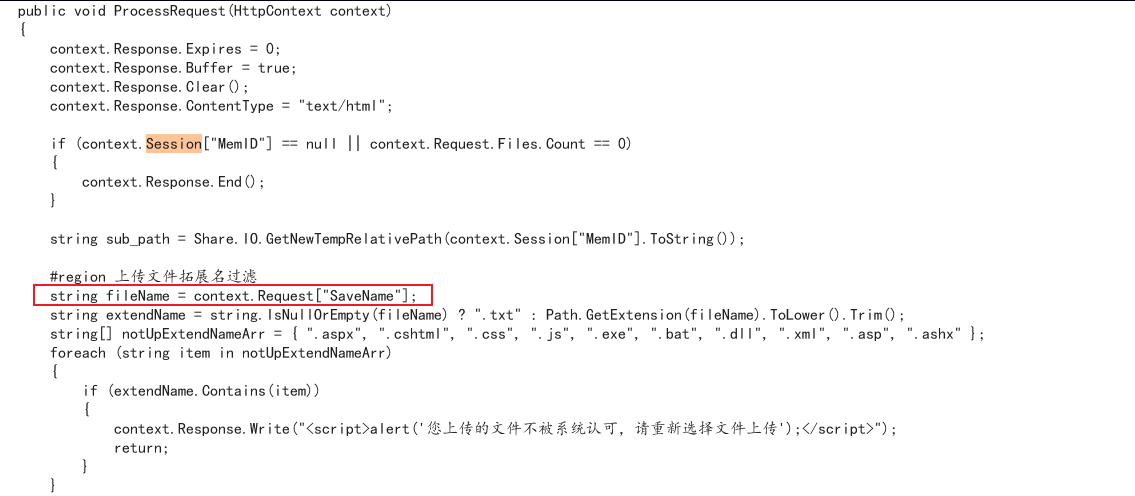 public void ProcessRequest(HttpContext context)
{
    context.Response.Expires = 0;
    context.Response.Buffer = true;
    context.Response.Clear();
    context.Response.ContentType = "text/html";

    if (context.Session["MemID"] == null || context.Request.Files.Count == 0)
    {
        context.Response.End();
    }

    string sub_path = Share.IO.GetNewTempRelativePath(context.Session["MemID"].ToString());

    #region 上传文件拓展名过滤
    string fileName = context.Request["SaveName"];
    string extendName = string.IsNullOrEmpty(fileName) ? ".txt" : Path.GetExtension(fileName).ToLower().Trim();
    string[] notUpExtendNameArr = { ".aspx", ".cshtml", ".css", ".js", ".exe", ".bat", ".dll", ".xml", ".asp", ".ashx" };
    foreach (string item in notUpExtendNameArr)
    {
        if (extendName.Contains(item))
        {
            context.Response.Write("<script>alert('您上传的文件不被系统认可, 请重新选择文件上传');</script>");
            return;
        }
    }